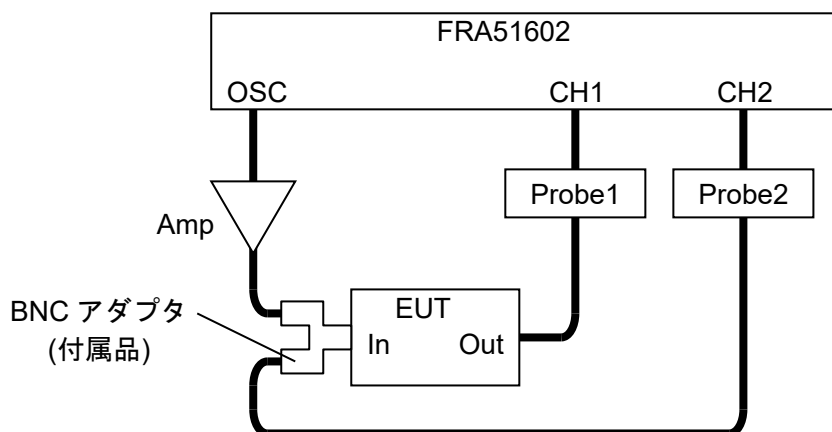 FRA51602
OSC
CH1
CH2
Probe1
Probe2
Amp
BNC アダプタ
(付属品)
EUT
In
Out